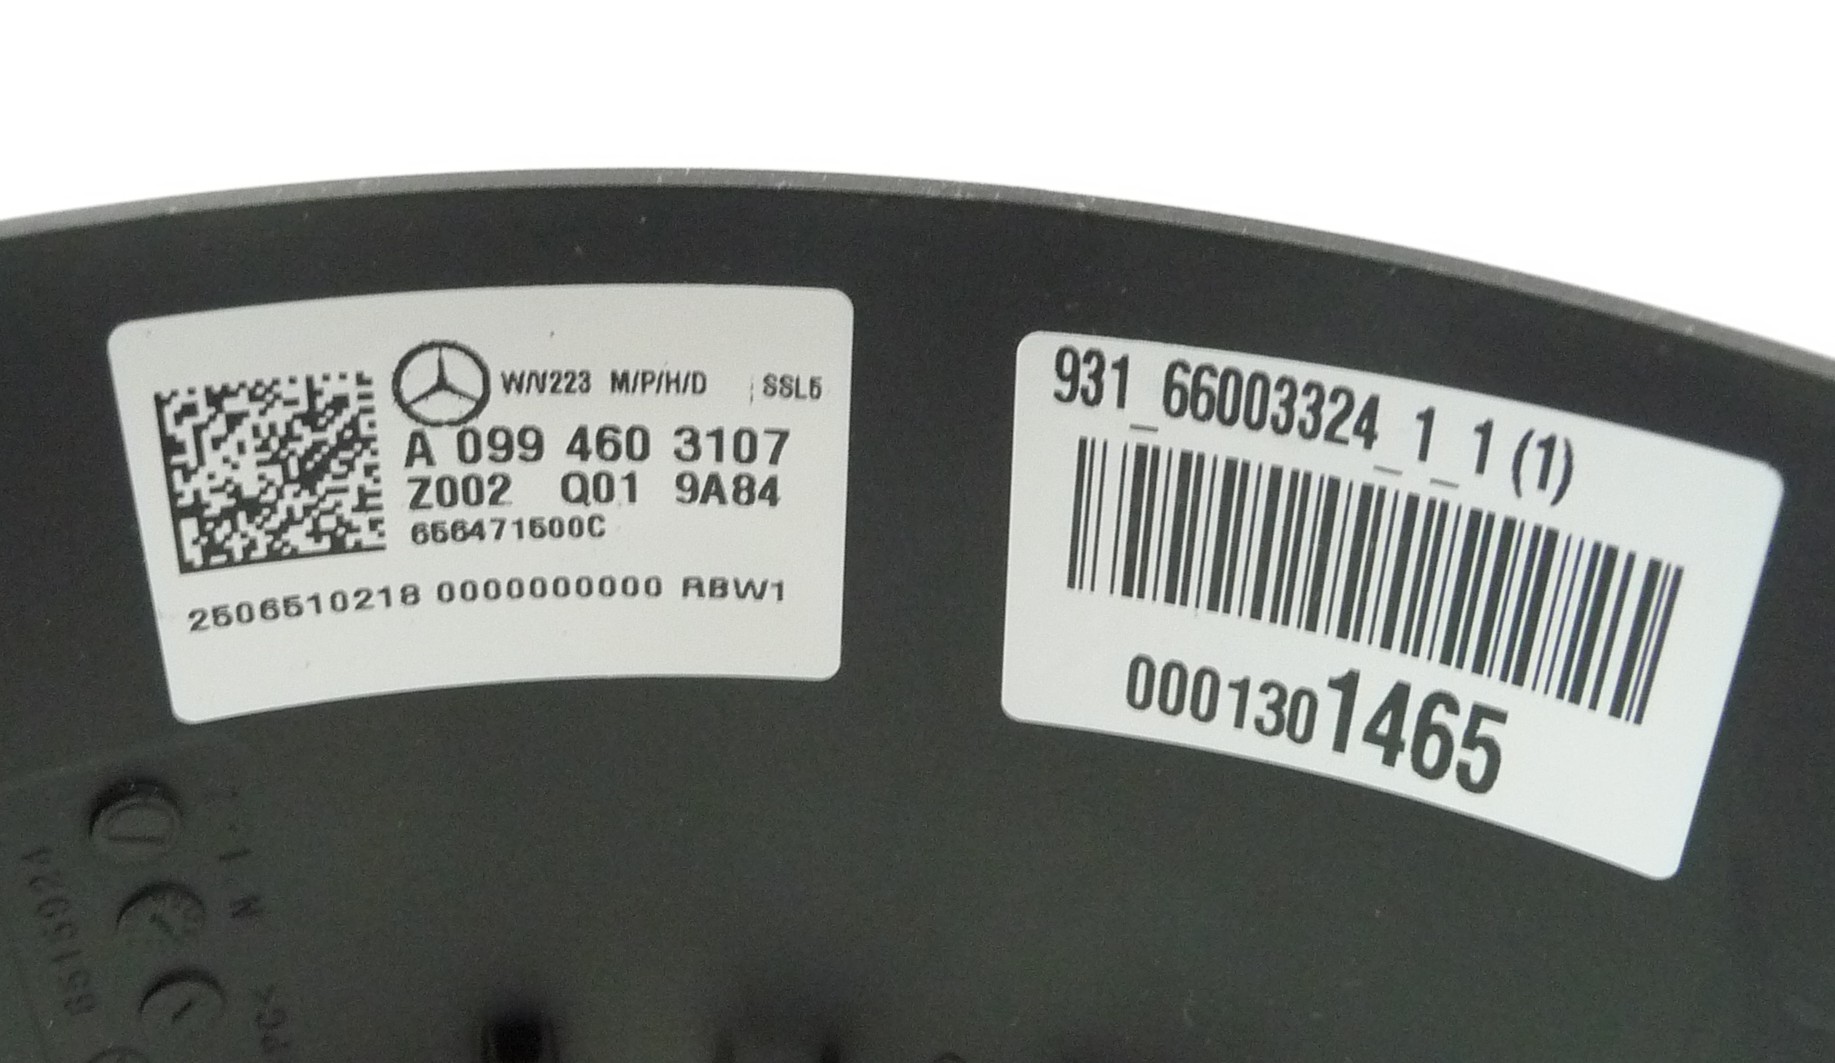 W/V223 M/P/H/D SSL5
A 099 460 3107
Z002 Q01 9A84
656471500C
2506510218 0000000000 RBW1
931_66003324_1_1 (1)
0001301465